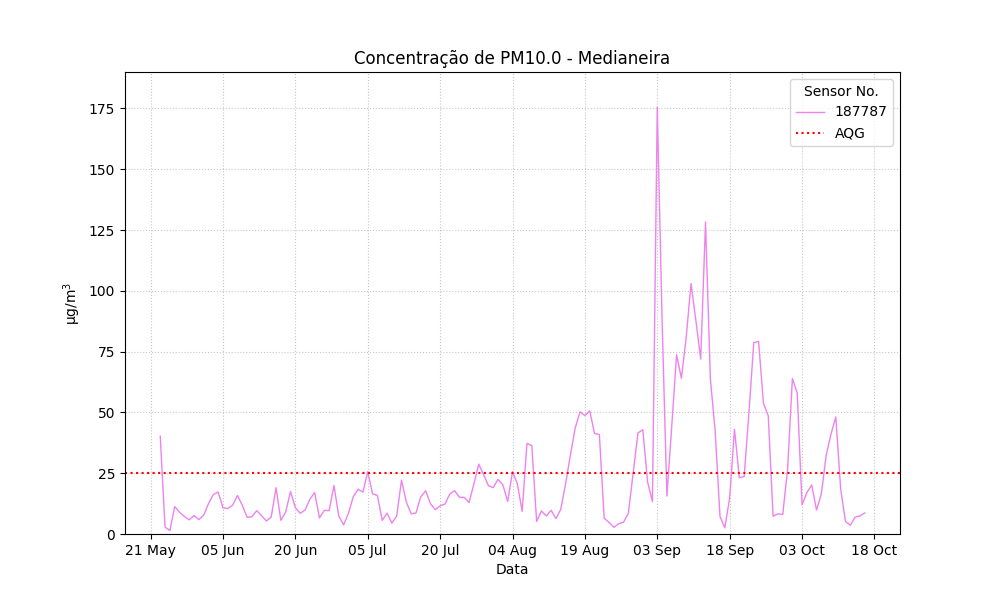 Concentração de PM10.0 - Medianeira
Sensor No.
187787
AQG
µg/m³
175
150
125
100
75
50
25
0
21 May 05 Jun 20 Jun 05 Jul 20 Jul 04 Aug 19 Aug 03 Sep 18 Sep 03 Oct 18 Oct
Data